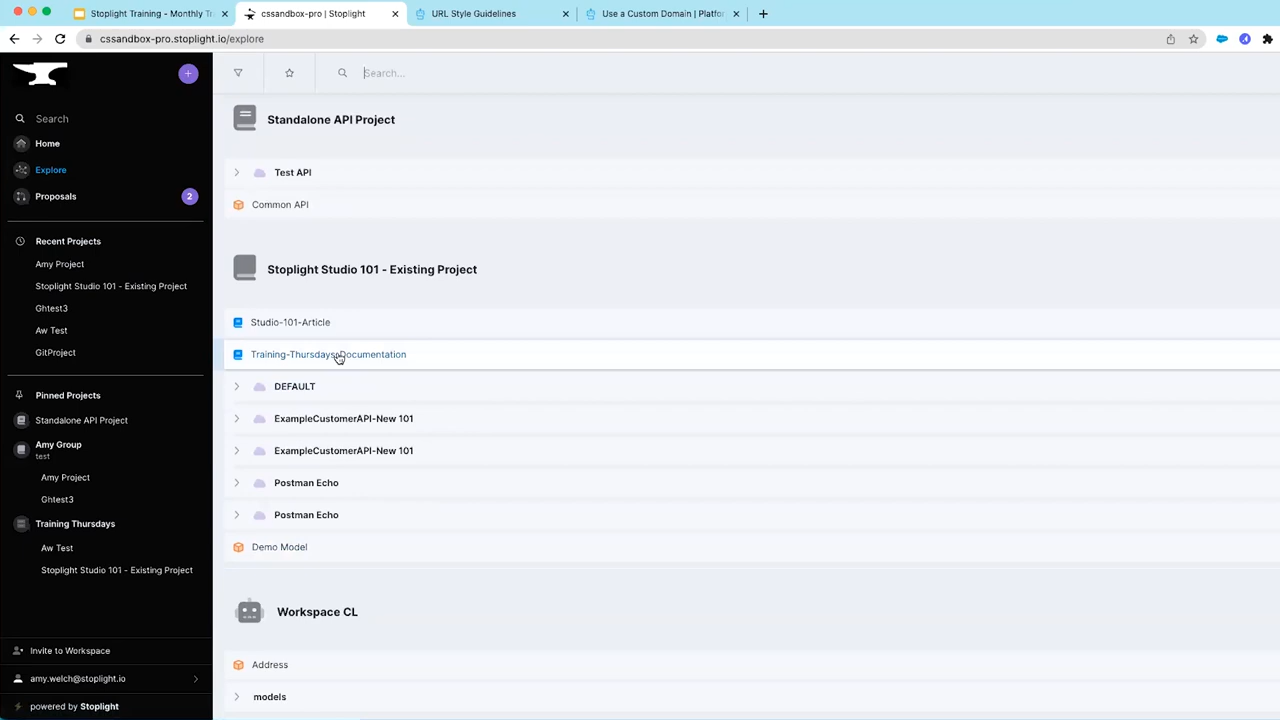 Stoplight Training - Monthly Tr
cssandbox-pro | Stoplight
URL Style Guidelines
Use a Custom Domain | Platfor
cssandbox-pro.stoplight.io/explore
Search
Home
Explore
Proposals
2
Recent Projects
Amy Project
Stoplight Studio 101 - Existing Project
Ghtest3
Aw Test
GitProject
Pinned Projects
Standalone API Project
Amy Group
test
Amy Project
Ghtest3
Training Thursdays
Aw Test
Stoplight Studio 101 - Existing Project
Invite to Workspace
amy.welch@stoplight.io
powered by Stoplight
Search...
Standalone API Project
Test API
Common API
Stoplight Studio 101 - Existing Project
Studio-101-Article
Training-Thursdays-Documentation
DEFAULT
ExampleCustomerAPI-New 101
ExampleCustomerAPI-New 101
Postman Echo
Postman Echo
Demo Model
Workspace CL
Address
models